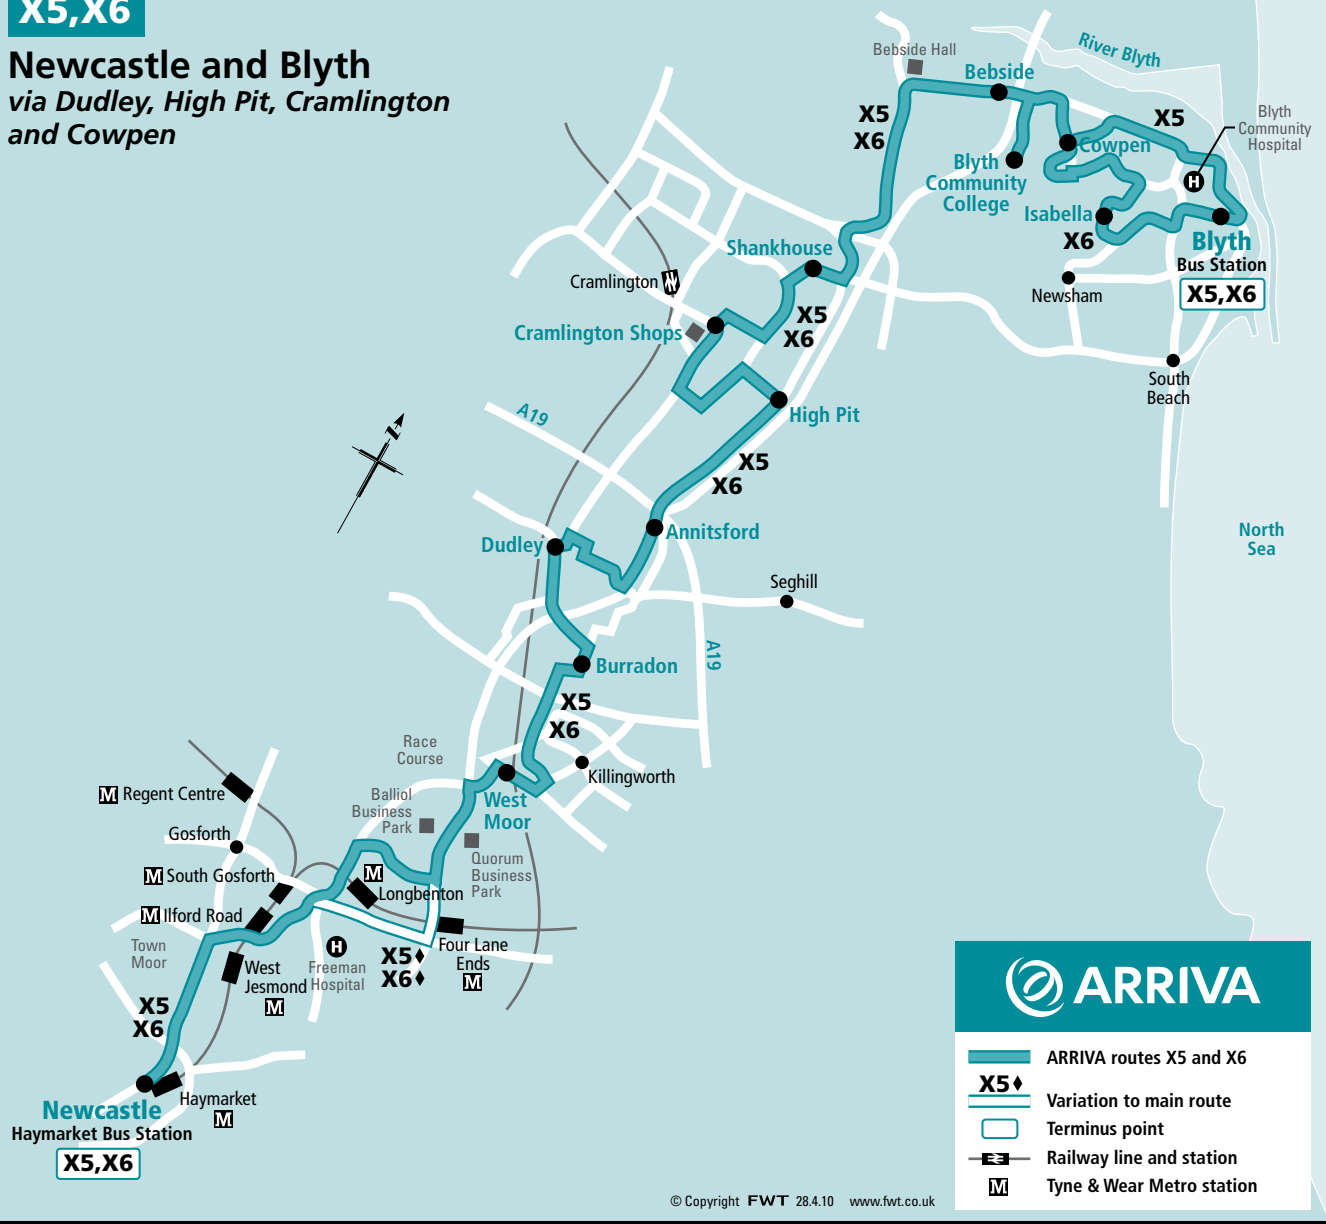 X5,X6
Newcastle and Blyth
via Dudley, High Pit, Cramlington
and Cowpen
Bebside Hall
River Blyth
Bebside
X5
X6
X5
Blyth
Community
Hospital
H
Cowpen
Blyth
Community
College
Isabella
X6
Blyth
Bus Station
X5,X6
Newsham
South
Beach
Shankhouse
Cramlington
X5
X6
Cramlington Shops
High Pit
A19
X5
X6
North
Sea
Annitsford
Dudley
Seghill
A19
Burradon
X5
X6
Race
Course
Killingworth
West
Moor
M Regent Centre
Balliol
Business
Park
Gosforth
Quorum
Business
Park
M South Gosforth
M
Longbenton
M Ilford Road
Town
Moor
H
Freeman
Hospital
X5♦
X6♦
Four Lane
Ends
M
West
Jesmond
M
X5
X6
Haymarket
M
Newcastle
Haymarket Bus Station
X5,X6
N
ARRIVA
ARRIVA routes X5 and X6
X5♦
Variation to main route
Terminus point
Railway line and station
M Tyne & Wear Metro station
© Copyright FWT 28.4.10 www.fwt.co.uk